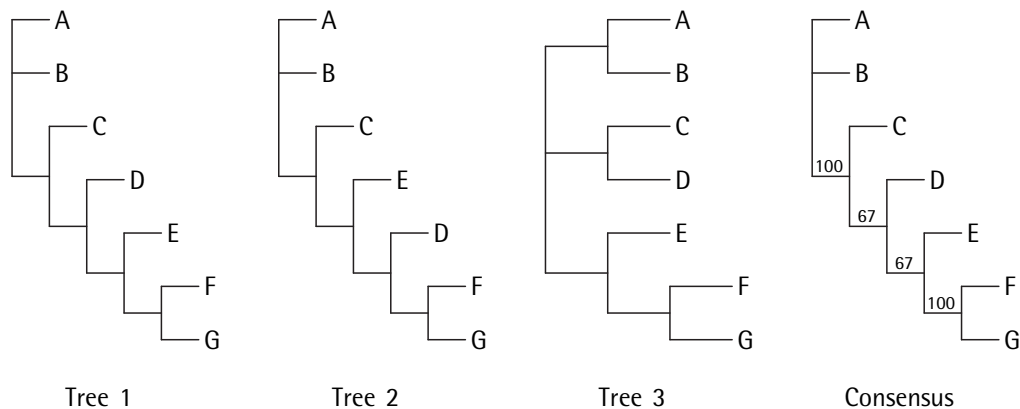 A A A A
B B B B
C C C C
100
D E D D
67
E D E E
67
F F F F
100
G G G G
Tree 1 Tree 2 Tree 3 Consensus